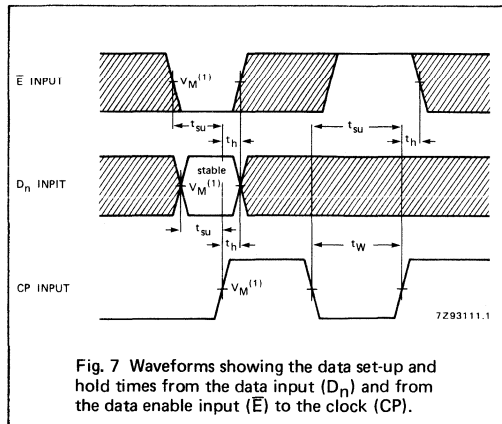 E̅ INPUT
V_M(1)
t_su
t_su
t_h
t_h
stable
D_n INPIT
V_M(1)
t_su
t_h
t_W
CP INPUT
V_M(1)
7Z93111.1
Fig. 7 Waveforms showing the data set-up and
hold times from the data input (D_n) and from
the data enable input (E̅) to the clock (CP).